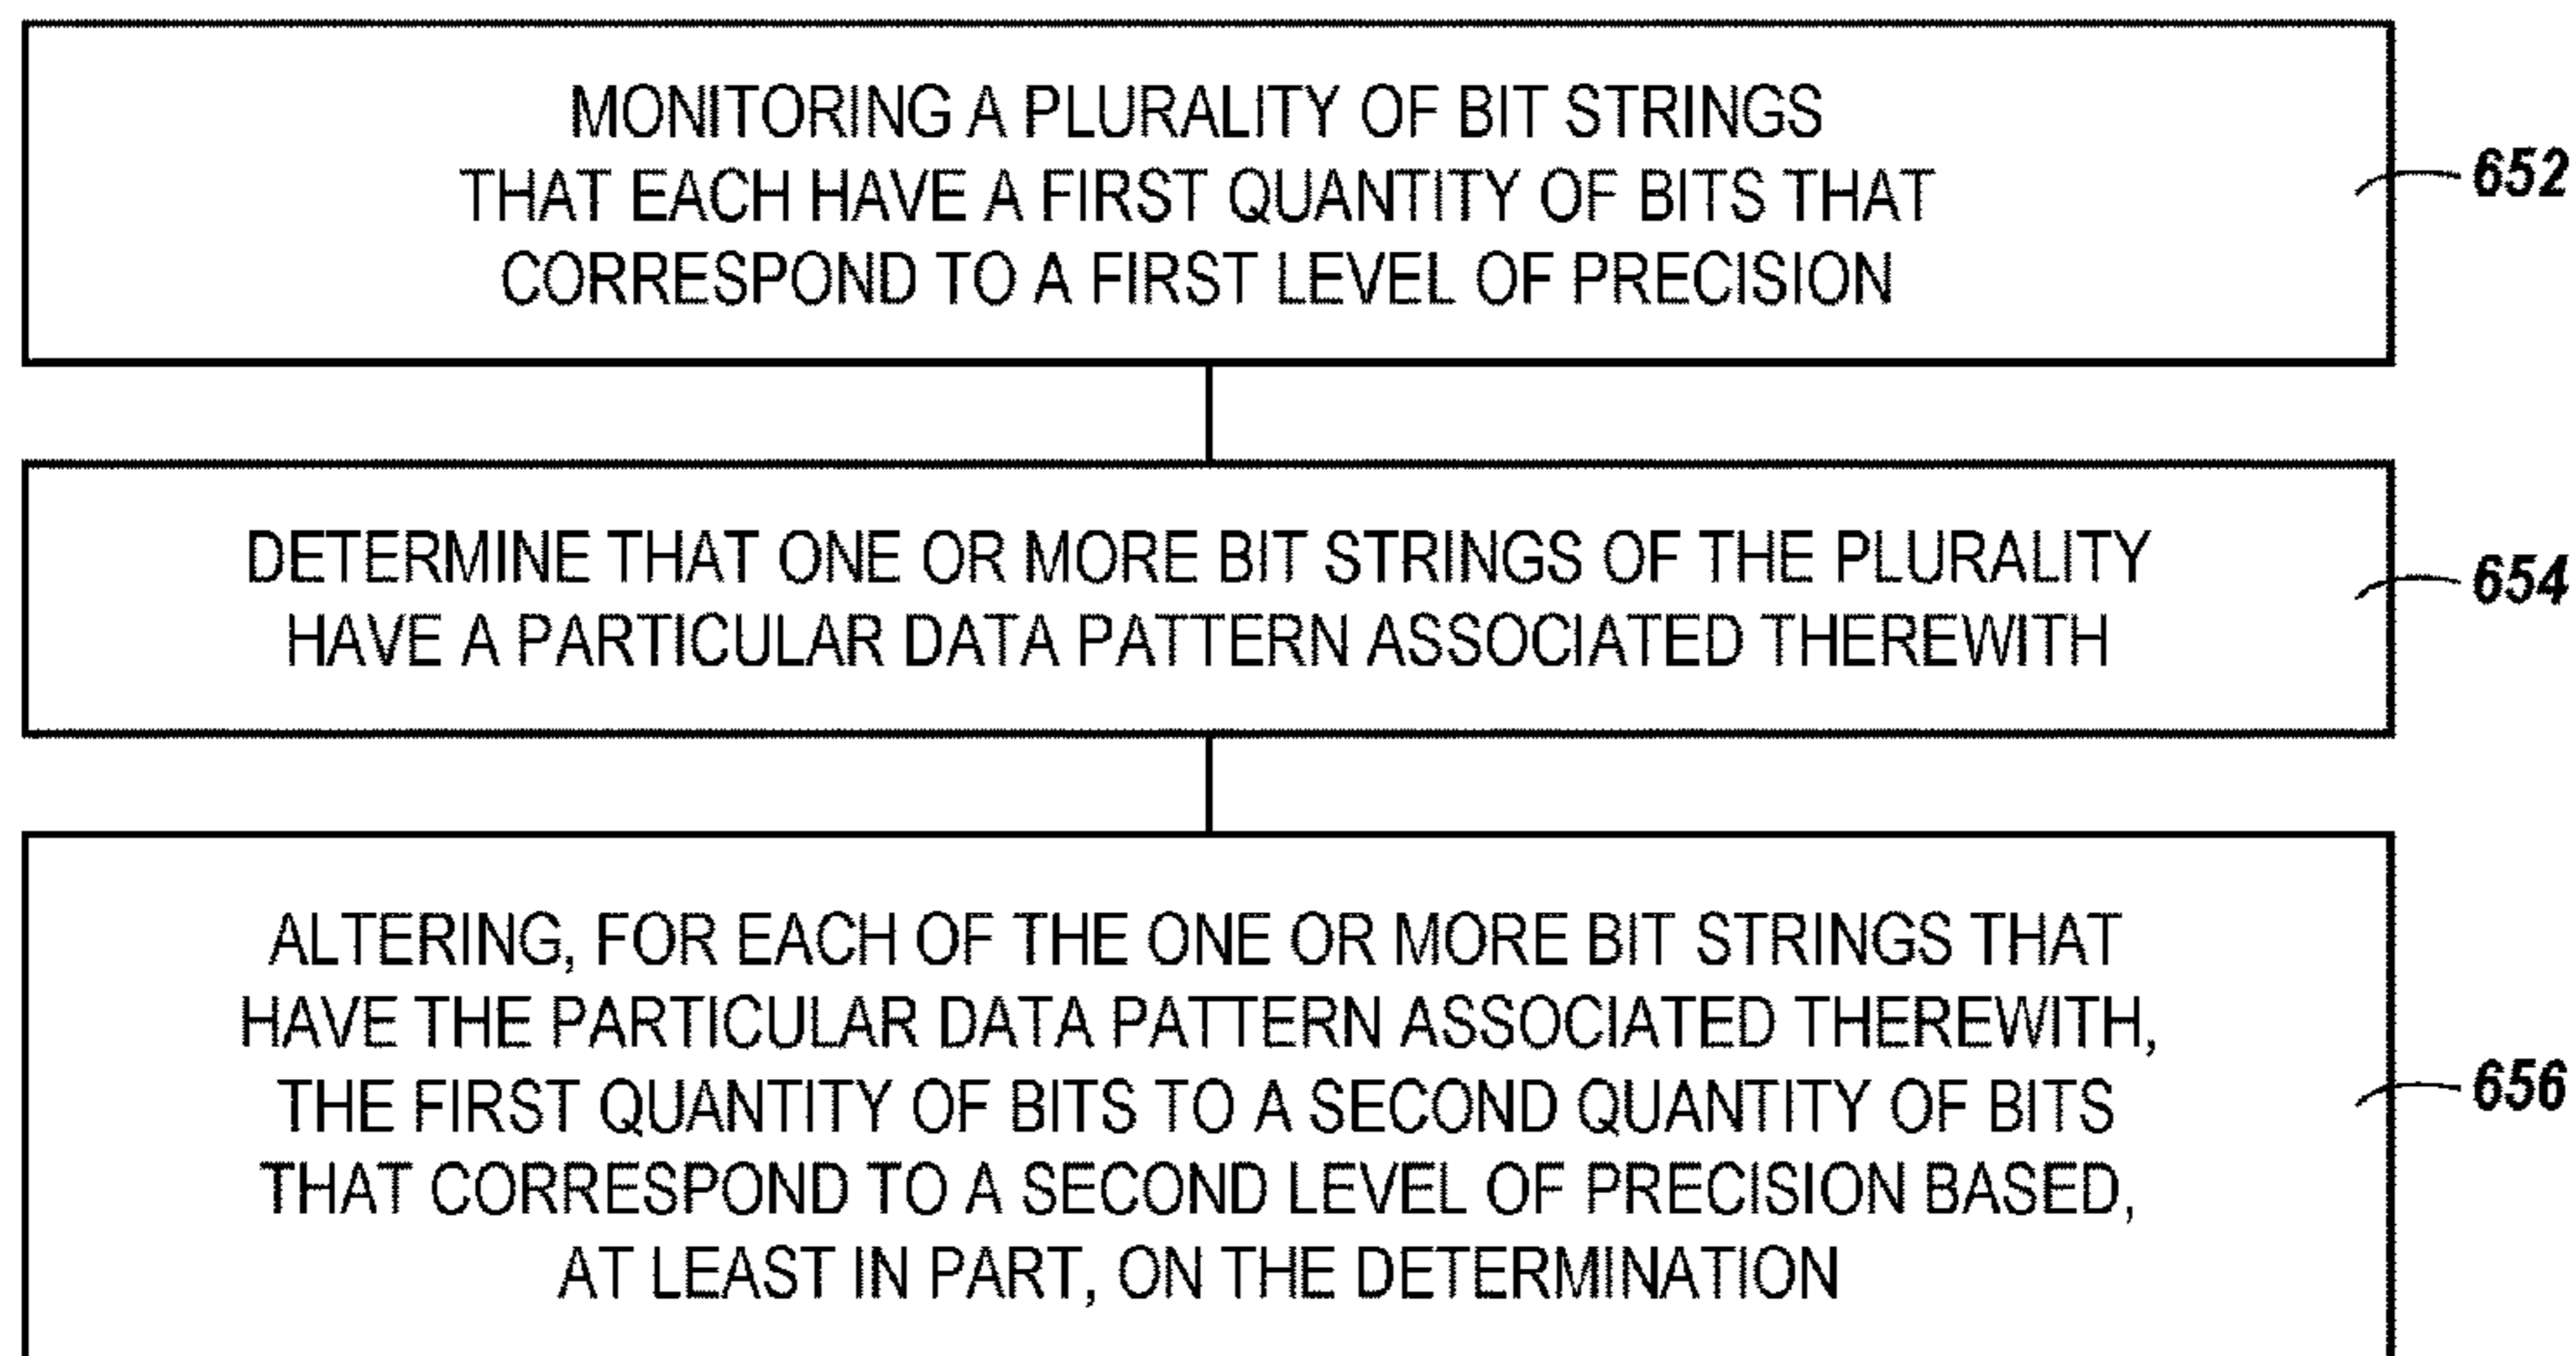 MONITORING A PLURALITY OF BIT STRINGS
THAT EACH HAVE A FIRST QUANTITY OF BITS THAT
CORRESPOND TO A FIRST LEVEL OF PRECISION
652
DETERMINE THAT ONE OR MORE BIT STRINGS OF THE PLURALITY
HAVE A PARTICULAR DATA PATTERN ASSOCIATED THEREWITH
654
ALTERING, FOR EACH OF THE ONE OR MORE BIT STRINGS THAT
HAVE THE PARTICULAR DATA PATTERN ASSOCIATED THEREWITH,
THE FIRST QUANTITY OF BITS TO A SECOND QUANTITY OF BITS
THAT CORRESPOND TO A SECOND LEVEL OF PRECISION BASED,
AT LEAST IN PART, ON THE DETERMINATION
656